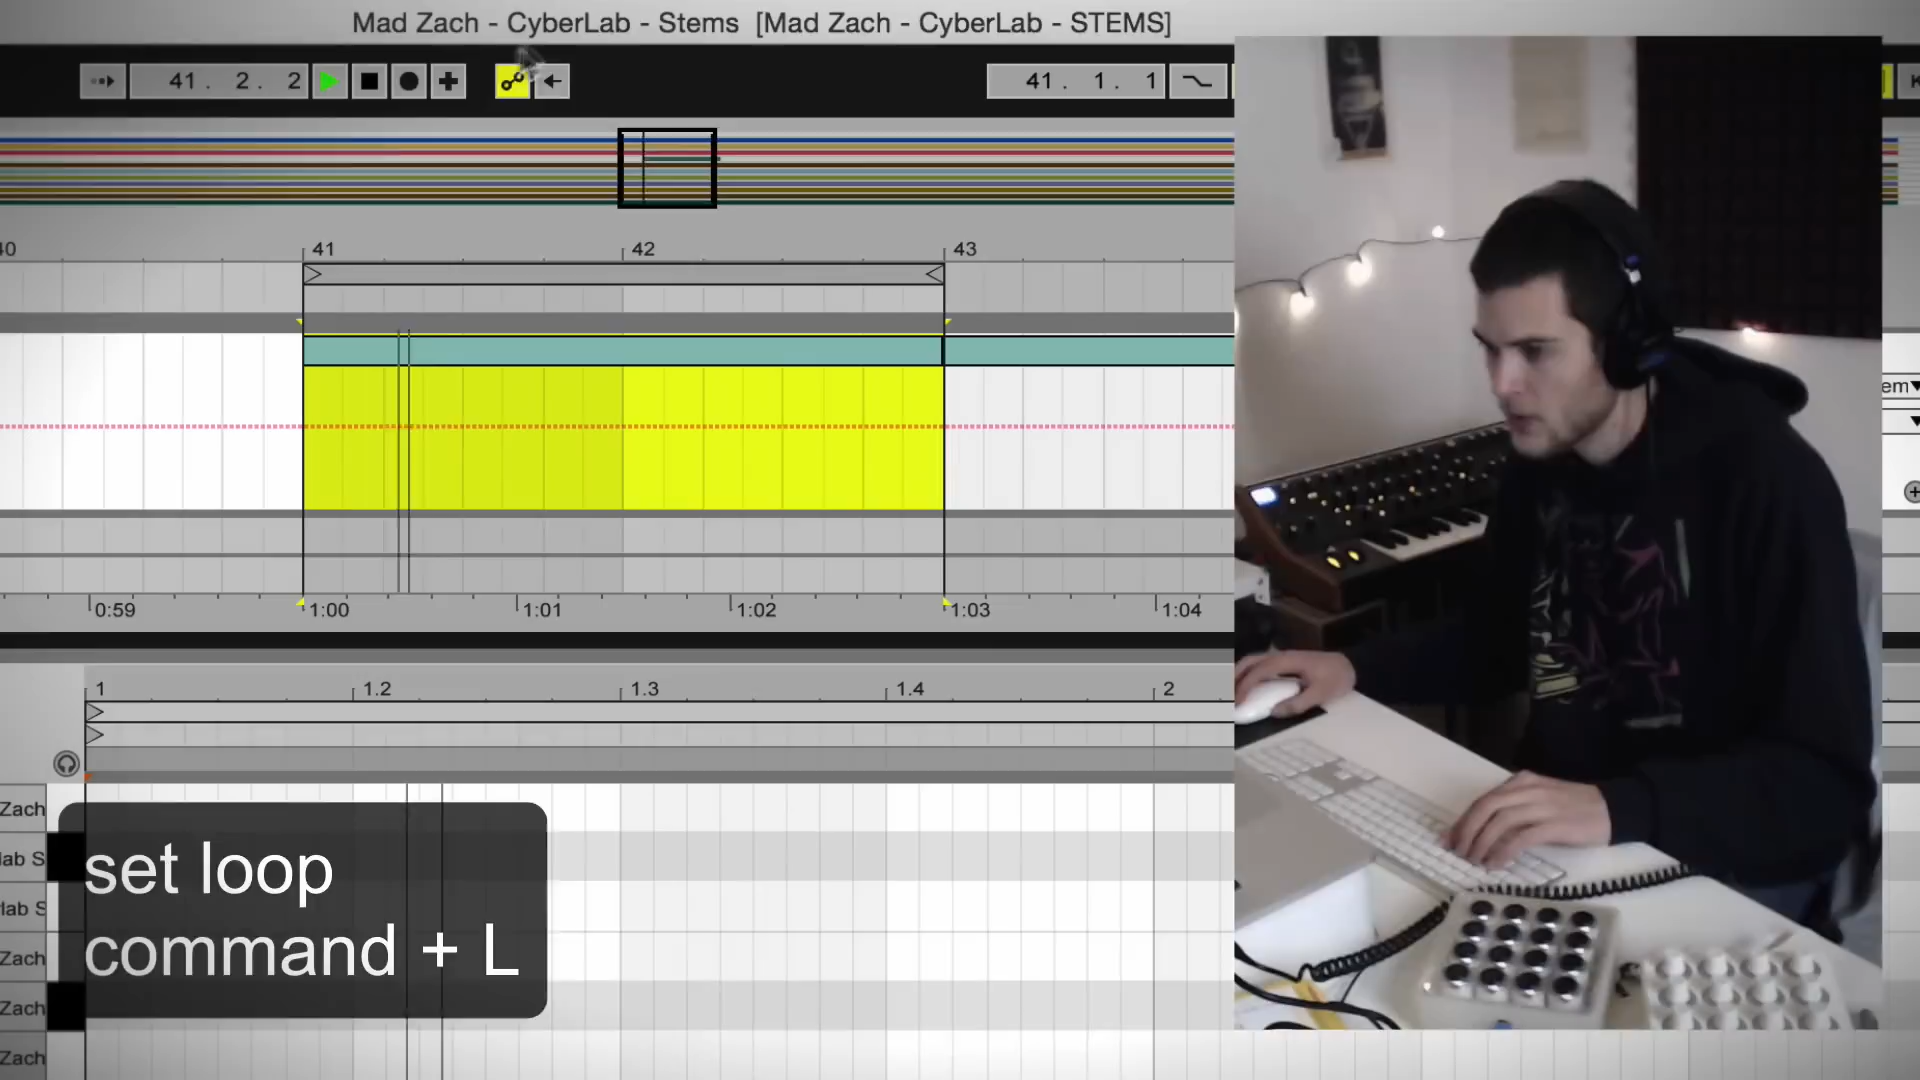 Mad Zach - CyberLab - Stems [Mad Zach - CyberLab - STEMS]
41 . 2 . 2
41 . 1 . 1
K
40
41
42
43
em
0:59
1:00
1:01
1:02
1:03
1:04
1
1.2
1.3
1.4
2
Zach
lab S
lab S
Zach
Zach
Zach
set loop
command + L